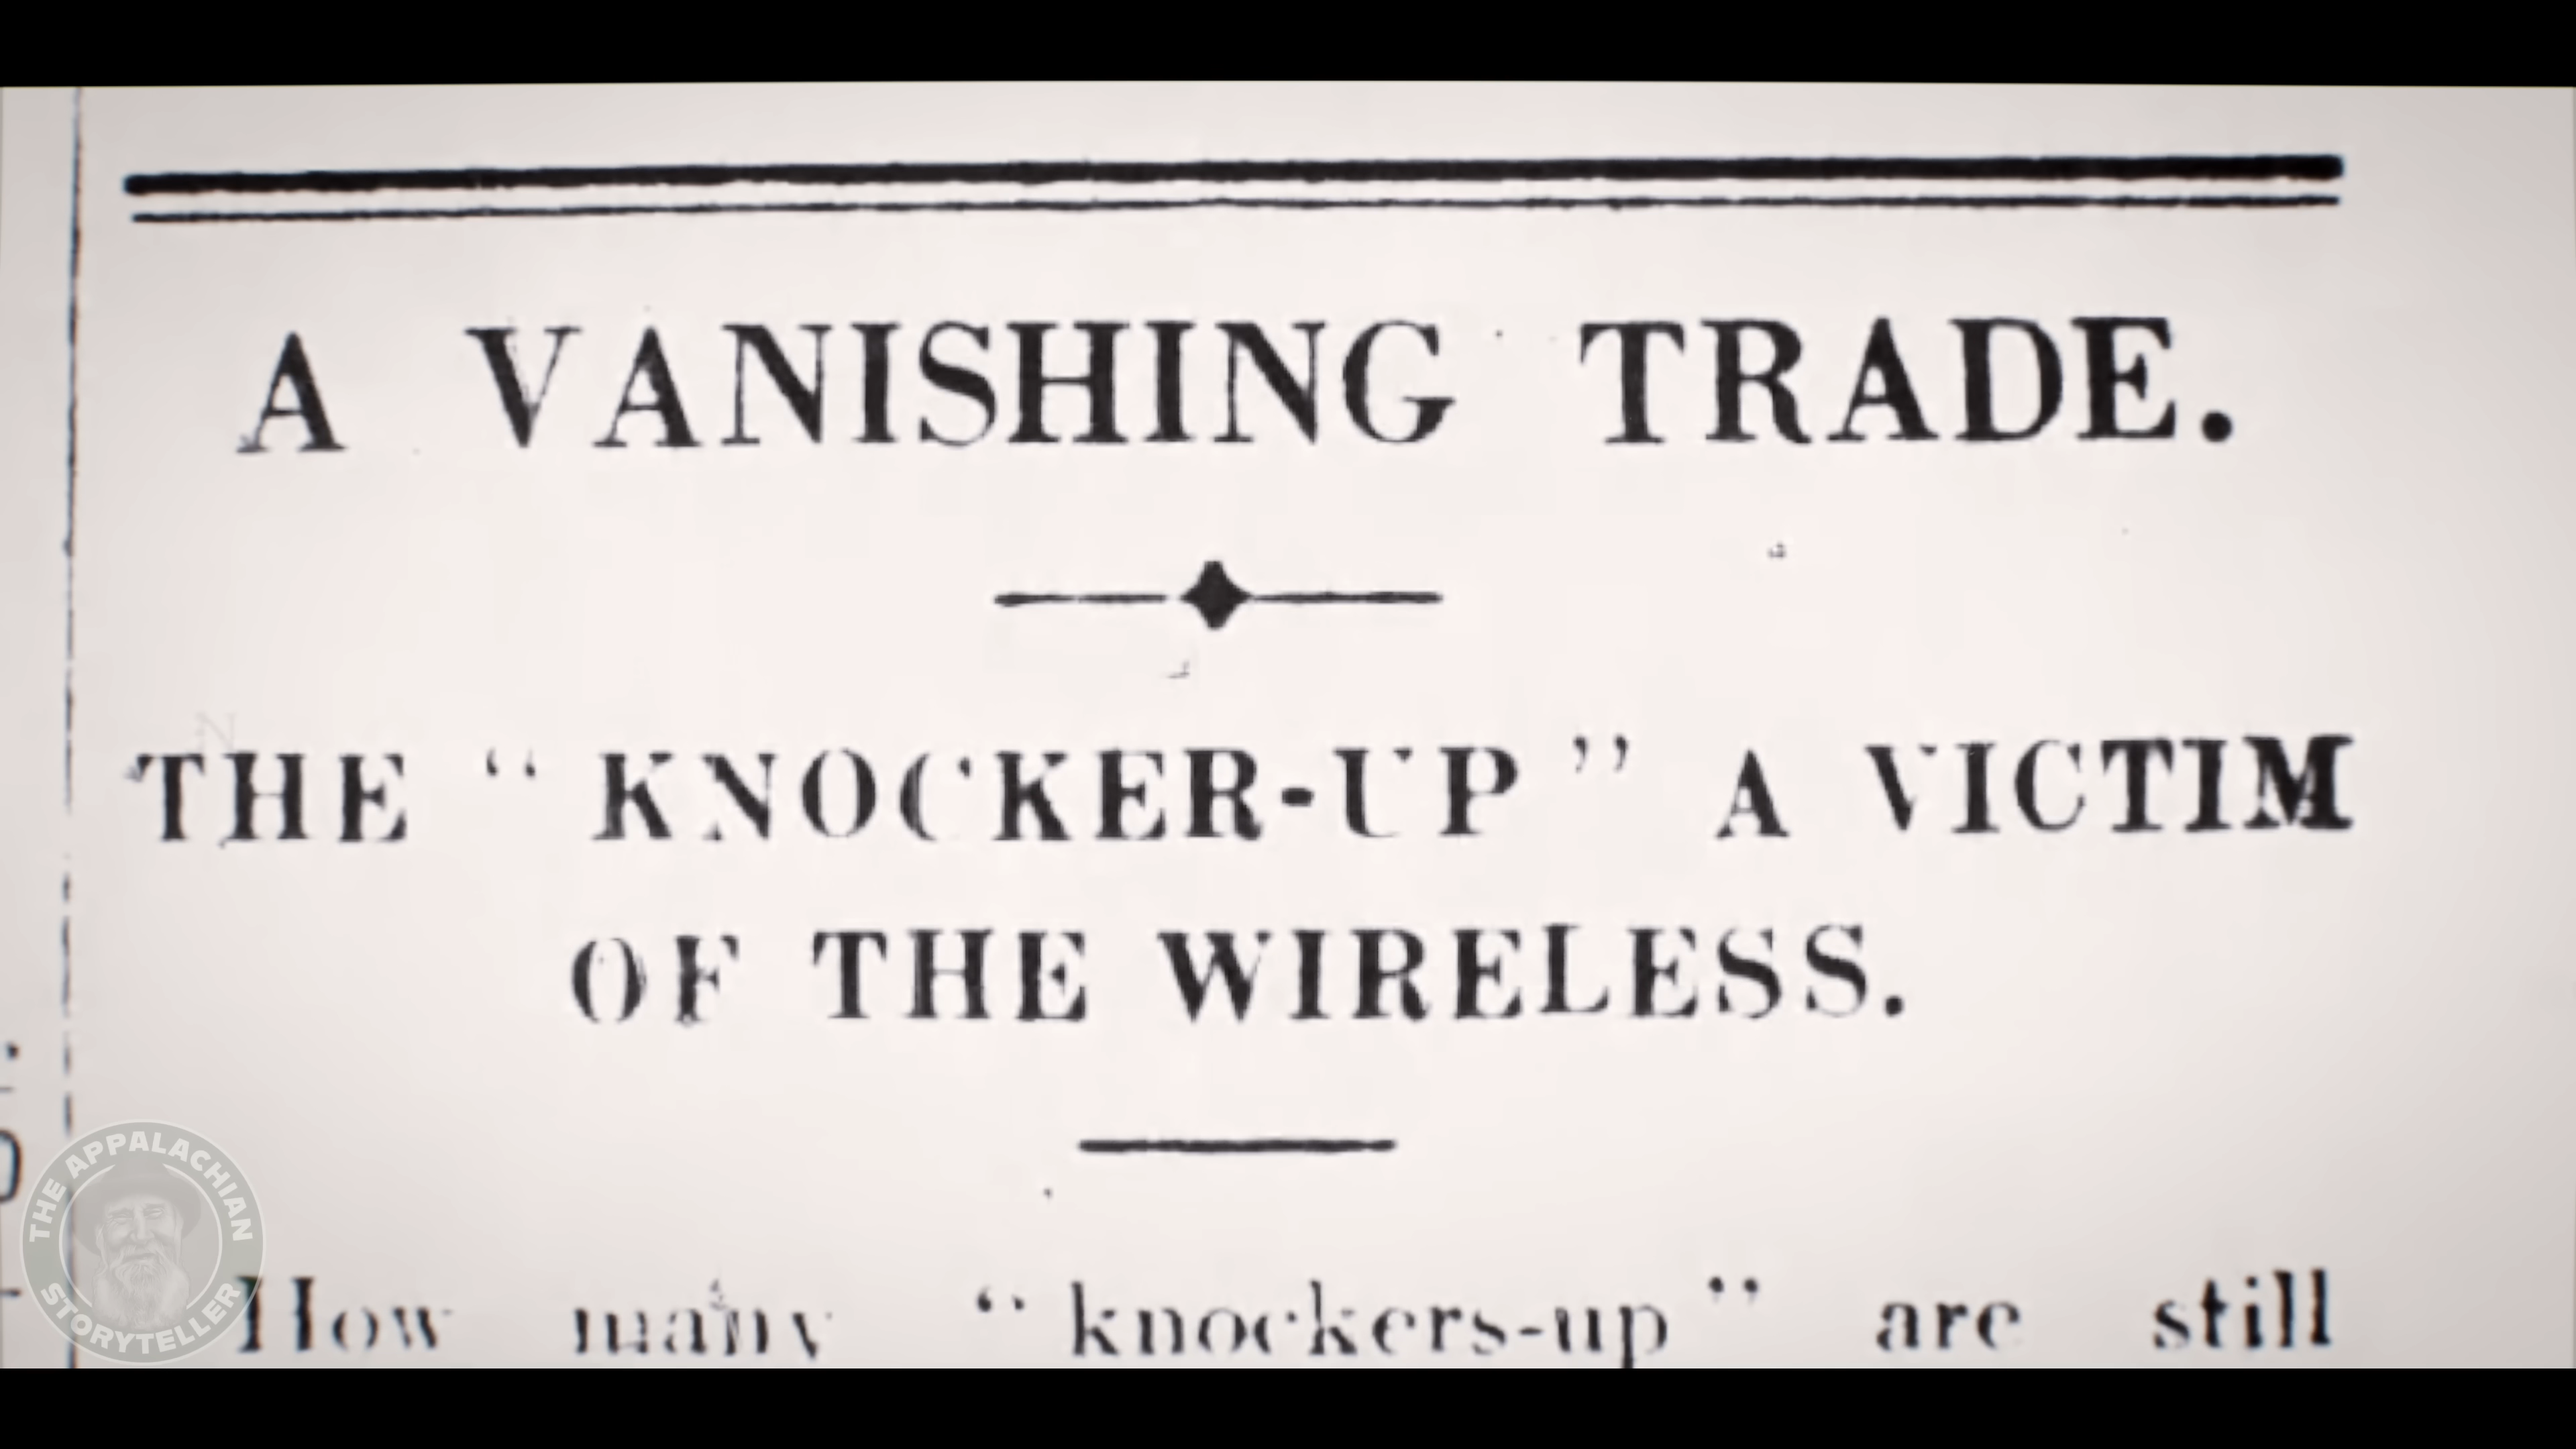 A VANISHING TRADE.
THE “ KNOCKER-UP ” A VICTIM
OF THE WIRELESS.
How many “ knockers-up ” are still
THE APPALACHIAN
STORYTELLER